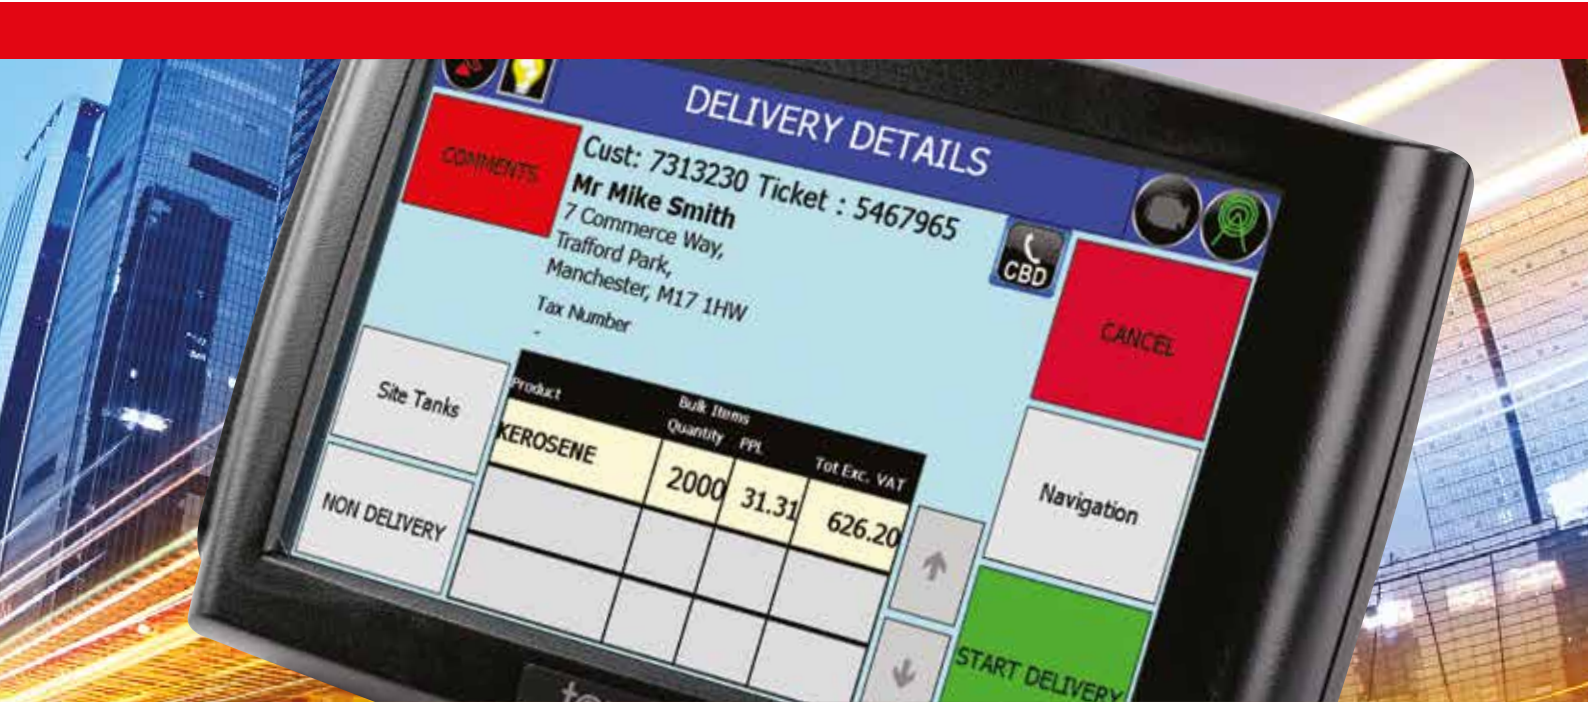 DELIVERY DETAILS
COMMENTS
Cust: 7313230 Ticket : 5467965
Mr Mike Smith
7 Commerce Way,
Trafford Park,
Manchester, M17 1HW
Tax Number
-
CBD
CANCEL
Site Tanks
NON DELIVERY
Product
Bulk Items
Quantity PPL Tot Exc. VAT
KEROSENE 2000 31.31 626.20
Navigation
START DELIVERY